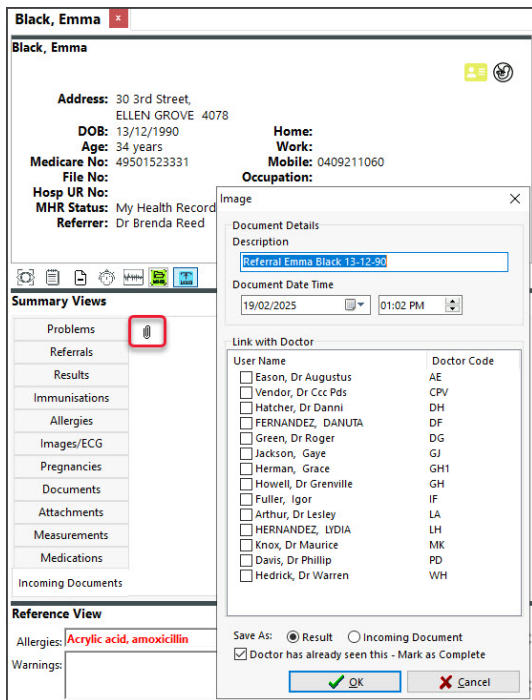 Black, Emma
Black, Emma
Address: 30 3rd Street,
ELLEN GROVE 4078
DOB: 13/12/1990
Home:
Age: 34 years
Work:
Medicare No: 49501523331
Mobile: 0409211060
File No:
Occupation:
Hosp UR No:
MHR Status: My Health Record
Referrer: Dr Brenda Reed
Summary Views
Problems
Referrals
Results
Immunisations
Allergies
Images/ECG
Pregnancies
Documents
Attachments
Measurements
Medications
Incoming Documents
Reference View
Allergies: Acrylic acid, amoxicillin
Warnings:
Image
Document Details
Description
Referral Emma Black 13-12-90
Document Date Time
19/02/2025 01:02 PM
Link with Doctor
User Name Doctor Code
Eason, Dr Augustus AE
Vendor, Dr Ccc Pds CPV
Hatcher, Dr Danni DH
FERNANDEZ, DANUTA DF
Green, Dr Roger DG
Jackson, Gaye GJ
Herman, Grace GH1
Howell, Dr Grenville GH
Fuller, Igor IF
Arthur, Dr Lesley LA
HERNANDEZ, LYDIA LH
Knox, Dr Maurice MK
Davis, Dr Phillip PD
Hedrick, Dr Warren WH
Save As: Result Incoming Document
Doctor has already seen this - Mark as Complete
OK Cancel